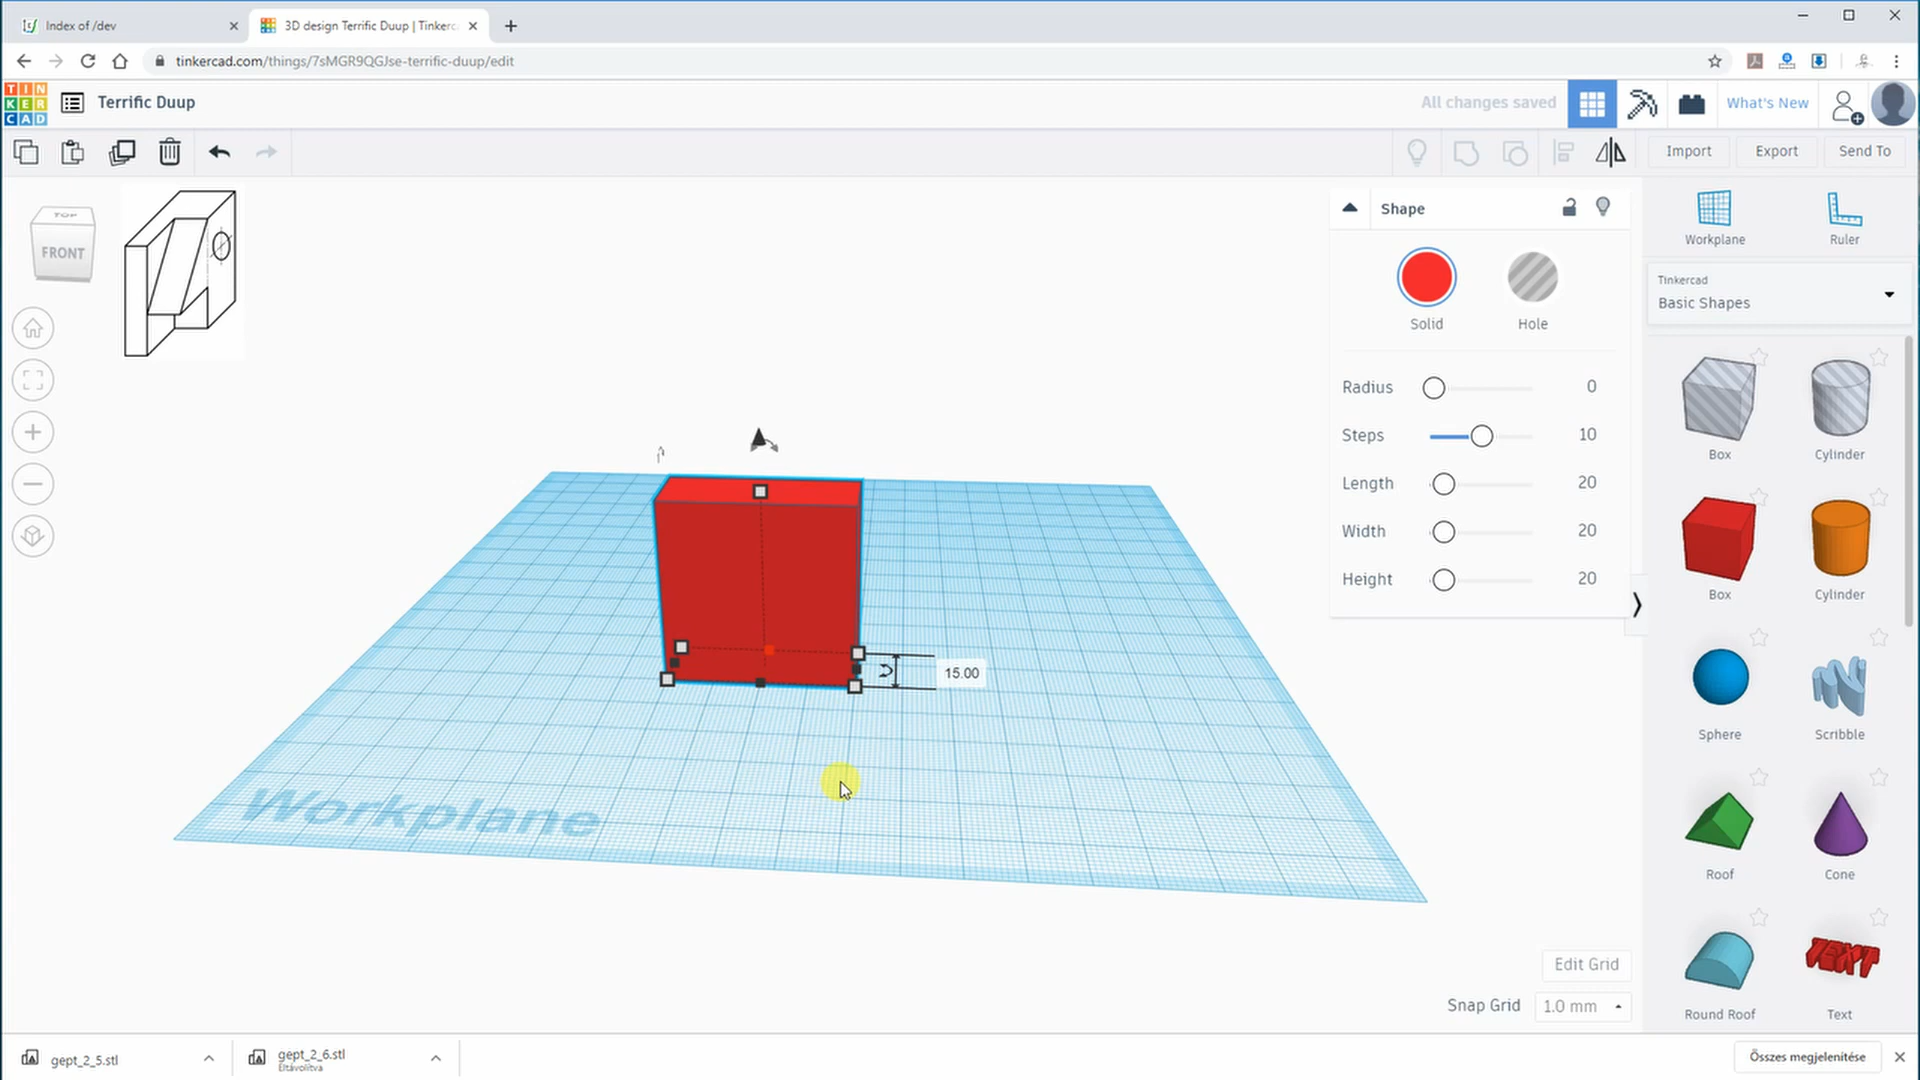 Index of /dev
3D design Terrific Duup | Tinkerc
tinkercad.com/things/7sMGR9QGJse-terrific-duup/edit
TIN
KER
CAD
Terrific Duup
All changes saved
What's New
Import
Export
Send To
TOP
FRONT
Shape
Solid
Hole
Radius 0
Steps 10
Length 20
Width 20
Height 20
Workplane
Ruler
Tinkercad
Basic Shapes
Box
Cylinder
Box
Cylinder
Sphere
Scribble
Roof
Cone
TEXT
Round Roof
Text
15.00
Workplane
Edit Grid
Snap Grid 1.0 mm
gept_2_5.stl
gept_2_6.stl
Eltávolítva
Összes megjelenítése